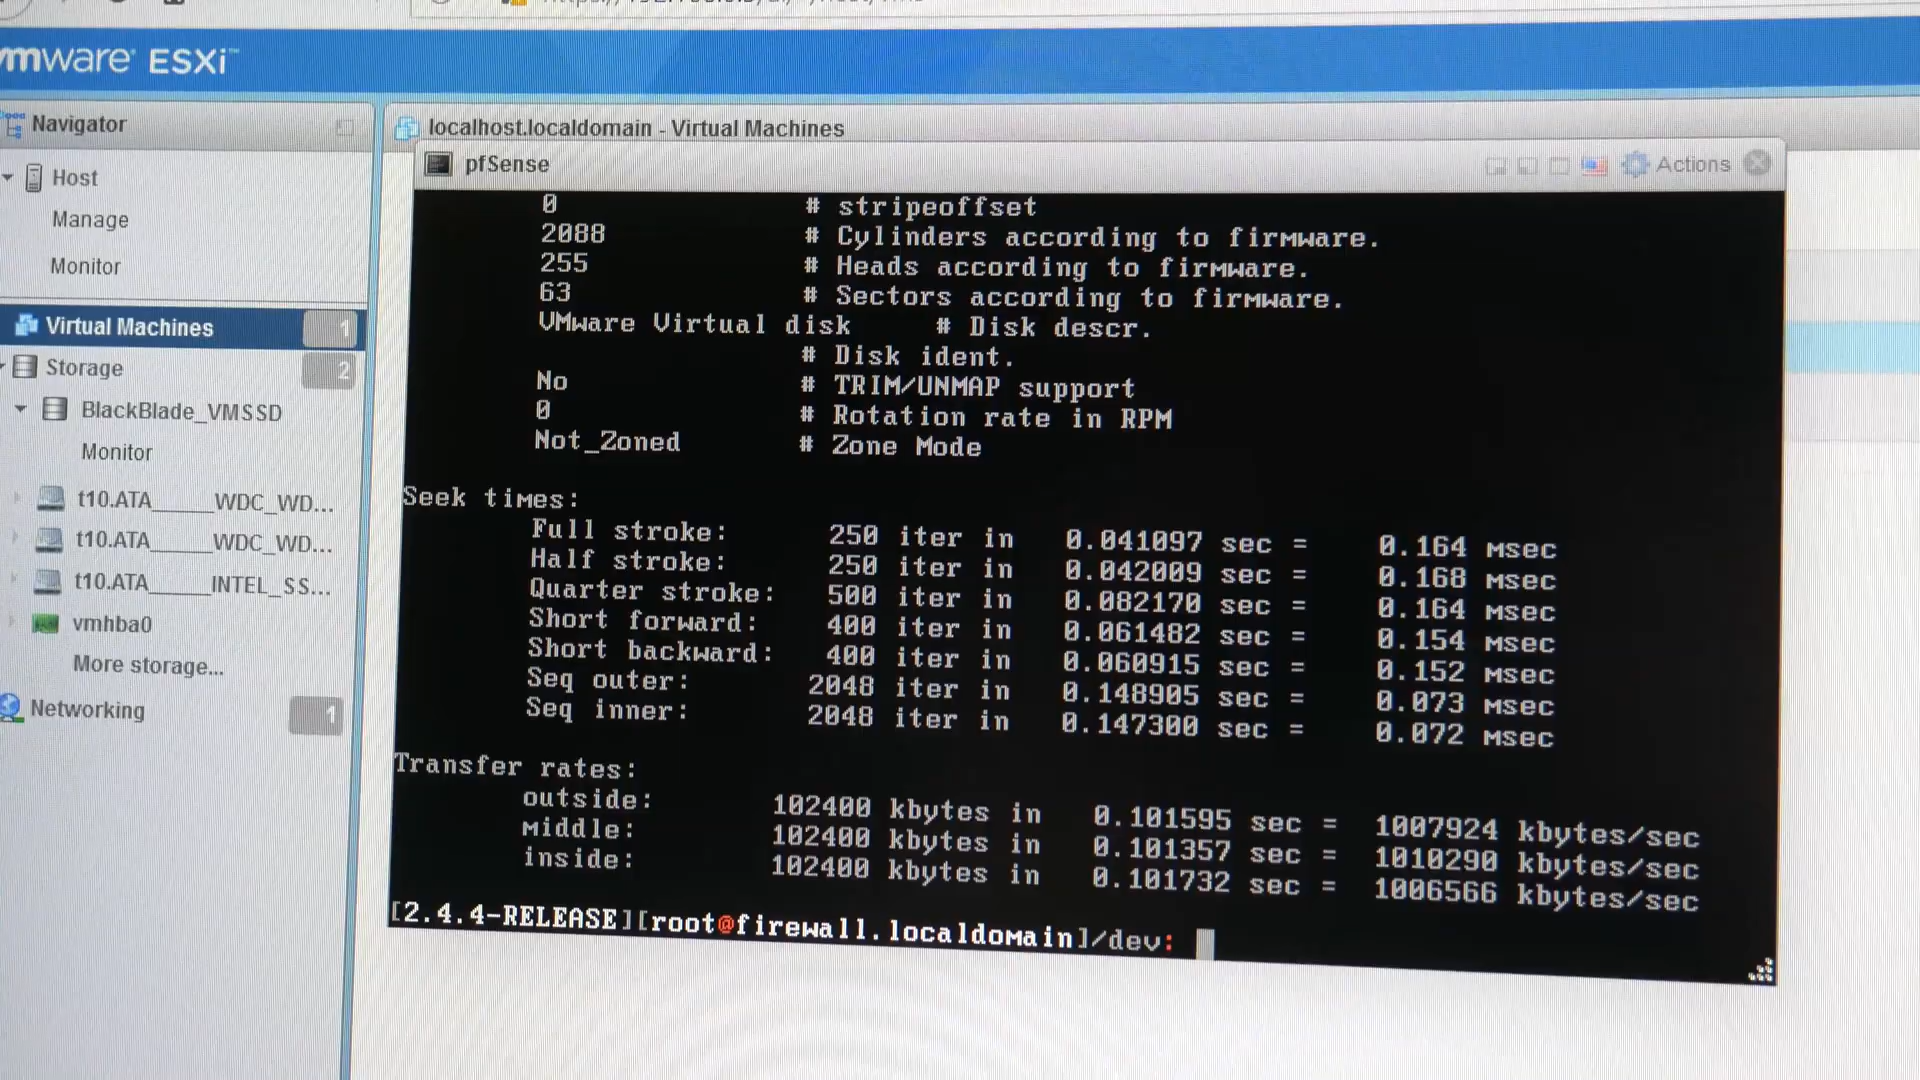 vmware ESXi™
Navigator
Host
Manage
Monitor
Virtual Machines 1
Storage 2
BlackBlade_VMSSD
Monitor
t10.ATA_____WDC_WD...
t10.ATA_____WDC_WD...
t10.ATA_____INTEL_SS...
vmhba0
More storage...
Networking 1
localhost.localdomain - Virtual Machines
pfSense
Actions
0 # stripeoffset
2088 # Cylinders according to firmware.
255 # Heads according to firmware.
63 # Sectors according to firmware.
VMware Virtual disk # Disk descr.
# Disk ident.
No # TRIM/UNMAP support
0 # Rotation rate in RPM
Not_Zoned # Zone Mode
Seek times:
Full stroke: 250 iter in 0.041097 sec = 0.164 msec
Half stroke: 250 iter in 0.042009 sec = 0.168 msec
Quarter stroke: 500 iter in 0.082170 sec = 0.164 msec
Short forward: 400 iter in 0.061482 sec = 0.154 msec
Short backward: 400 iter in 0.060915 sec = 0.152 msec
Seq outer: 2048 iter in 0.148905 sec = 0.073 msec
Seq inner: 2048 iter in 0.147300 sec = 0.072 msec
Transfer rates:
outside: 102400 kbytes in 0.101595 sec = 1007924 kbytes/sec
middle: 102400 kbytes in 0.101357 sec = 1010290 kbytes/sec
inside: 102400 kbytes in 0.101732 sec = 1006566 kbytes/sec
[2.4.4-RELEASE][root@firewall.localdomain]/dev: